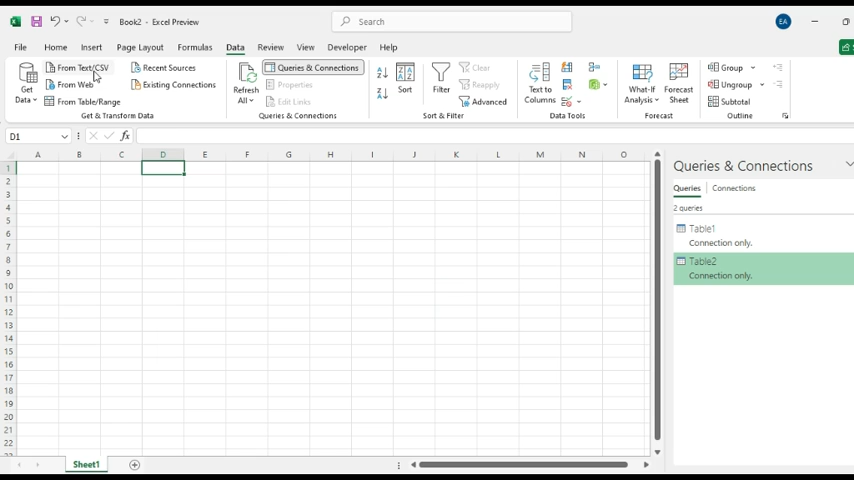 Book2 - Excel Preview
Search
EA
File Home Insert Page Layout Formulas Data Review View Developer Help
Get Data
From Text/CSV
From Web
From Table/Range
Recent Sources
Existing Connections
Get & Transform Data
Refresh All
Queries & Connections
Properties
Edit Links
Queries & Connections
Sort
Filter
Clear
Reapply
Advanced
Sort & Filter
Text to Columns
Data Tools
What-If Analysis
Forecast Sheet
Forecast
Group
Ungroup
Subtotal
Outline
D1
fx
A B C D E F G H I J K L M N O
1
2
3
4
5
6
7
8
9
10
11
12
13
14
15
16
17
18
19
20
21
22
Queries & Connections
Queries Connections
2 queries
Table1
Connection only.
Table2
Connection only.
Sheet1